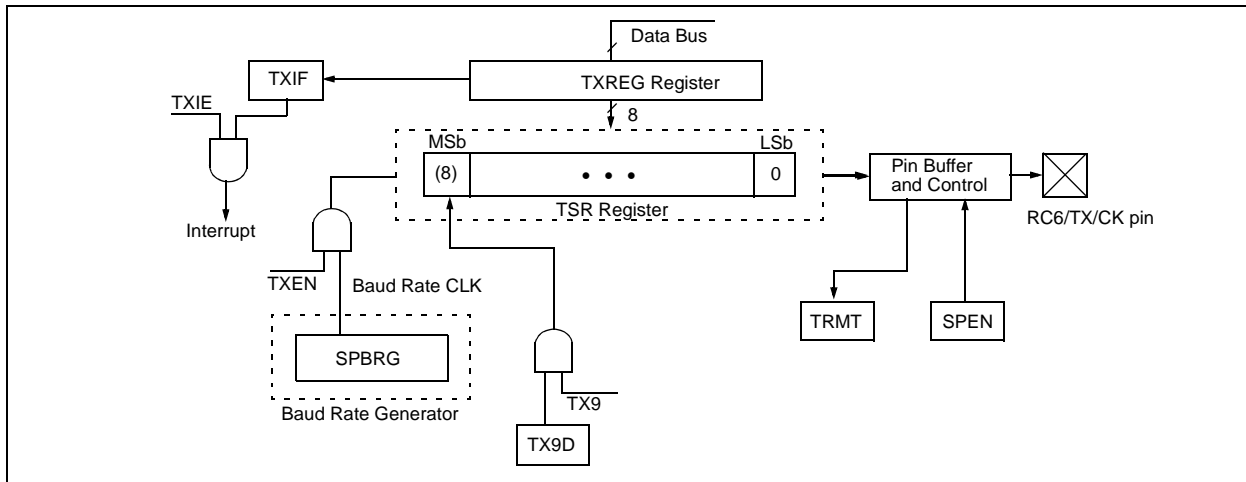 Data Bus
TXIF
TXREG Register
TXIE
8
MSb
LSb
(8)
• • •
0
Pin Buffer
and Control
TSR Register
Interrupt
RC6/TX/CK pin
TXEN
Baud Rate CLK
TRMT
SPEN
SPBRG
TX9
Baud Rate Generator
TX9D